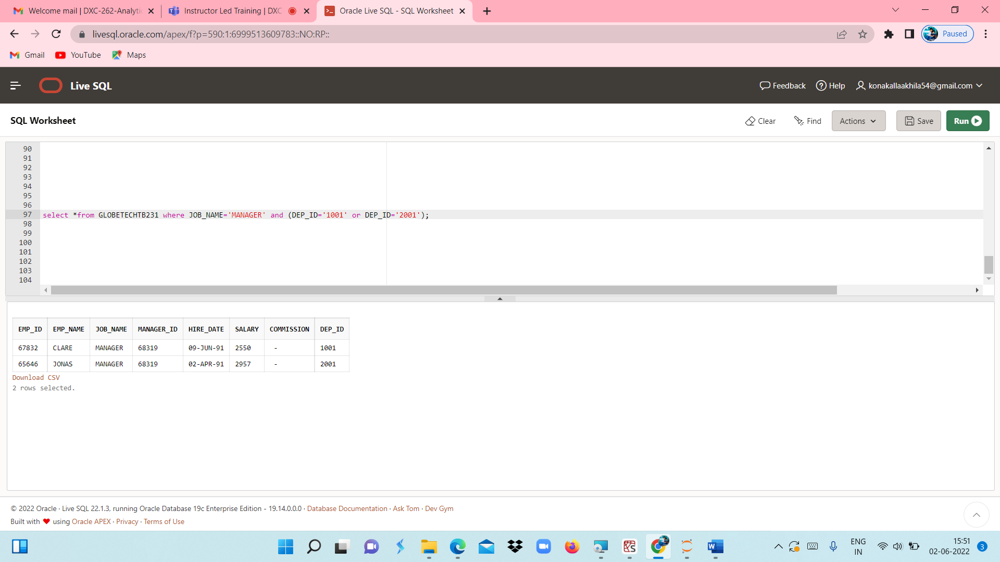 Welcome mail | DXC-262-Analytic
Instructor Led Training | DXC
Oracle Live SQL - SQL Worksheet
livesql.oracle.com/apex/f?p=590:1:6999513609783::NO:RP::
Paused
Gmail
YouTube
Maps
Live SQL
Feedback
Help
konakallaakhila54@gmail.com
SQL Worksheet
Clear
Find
Actions
Save
Run
90
91
92
93
94
95
96
97 select *from GLOBETECHTB231 where JOB_NAME='MANAGER' and (DEP_ID='1001' or DEP_ID='2001');
98
99
100
101
102
103
104
EMP_ID EMP_NAME JOB_NAME MANAGER_ID HIRE_DATE SALARY COMMISSION DEP_ID
67832 CLARE MANAGER 68319 09-JUN-91 2550 - 1001
65646 JONAS MANAGER 68319 02-APR-91 2957 - 2001
Download CSV
2 rows selected.
© 2022 Oracle · Live SQL 22.1.3, running Oracle Database 19c Enterprise Edition - 19.14.0.0.0 · Database Documentation · Ask Tom · Dev Gym
Built with ❤ using Oracle APEX · Privacy · Terms of Use
ENG
IN
15:51
02-06-2022
3